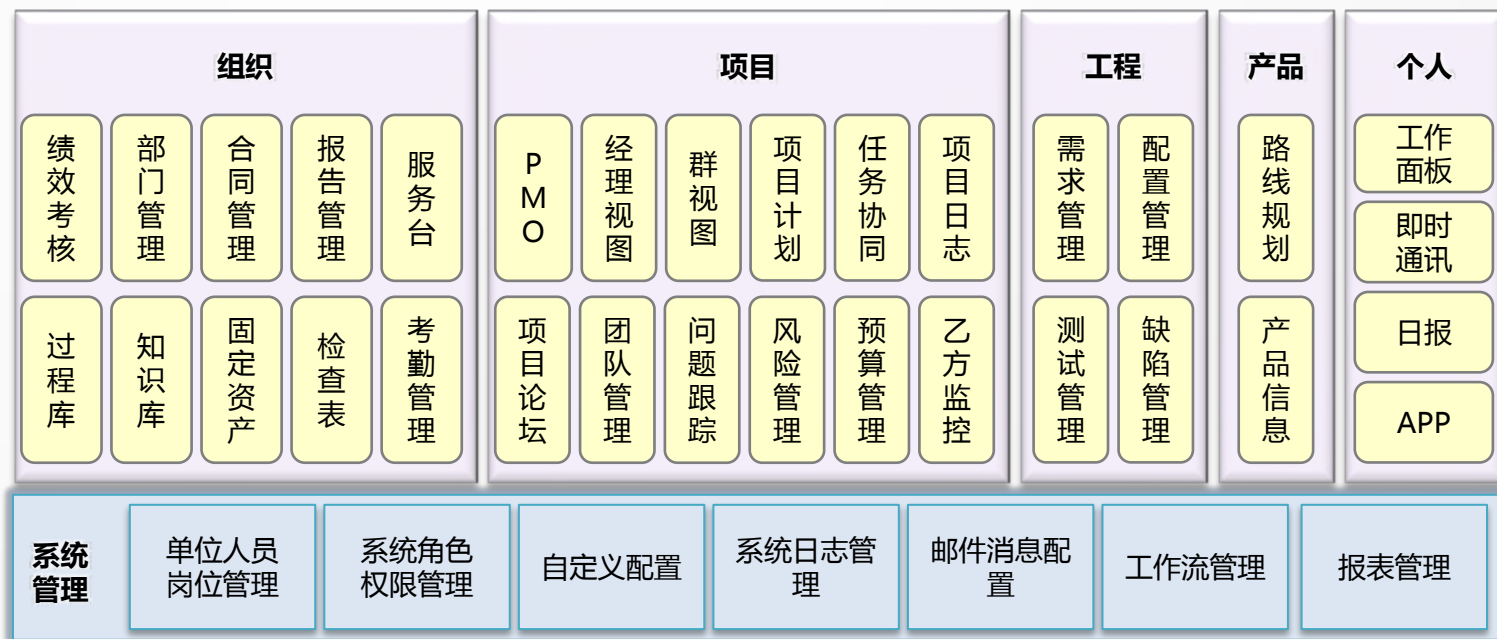 组织
绩效考核
部门管理
合同管理
报告管理
服务台
过程库
知识库
固定资产
检查表
考勤管理
项目
PMO
经理视图
群视图
项目计划
任务协同
项目日志
项目论坛
团队管理
问题跟踪
风险管理
预算管理
乙方监控
工程
需求管理
配置管理
测试管理
缺陷管理
产品
路线规划
产品信息
个人
工作
面板
即时
通讯
日报
APP
系统
管理
单位人员
岗位管理
系统角色
权限管理
自定义配置
系统日志管
理
邮件消息配
置
工作流管理
报表管理